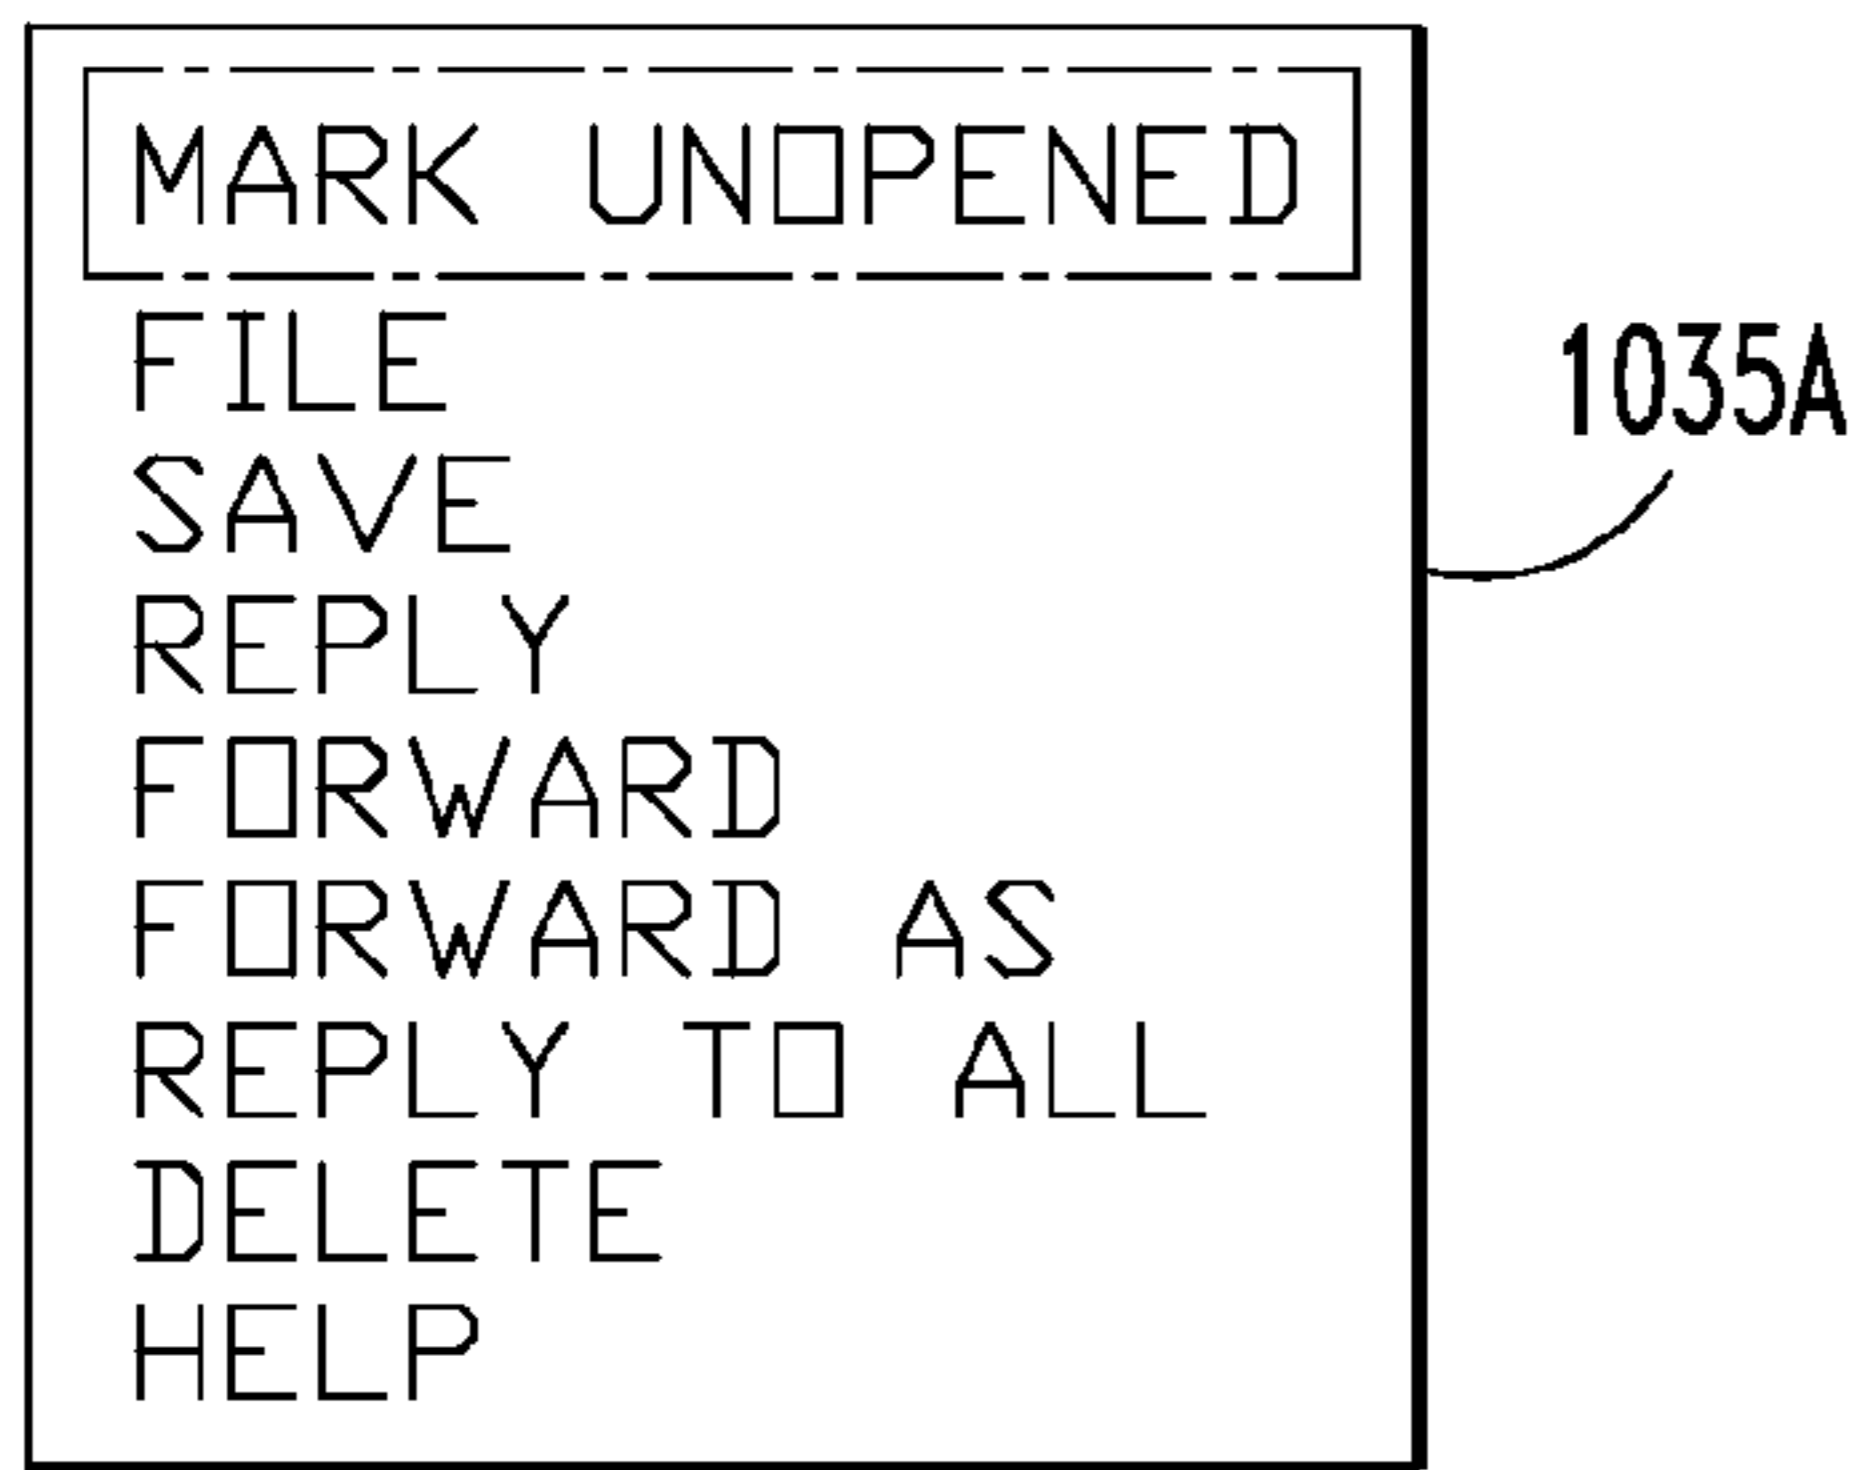 MARK UNOPENED
FILE
1035A
SAVE
REPLY
FORWARD
FORWARD AS
REPLY TO ALL
DELETE
HELP